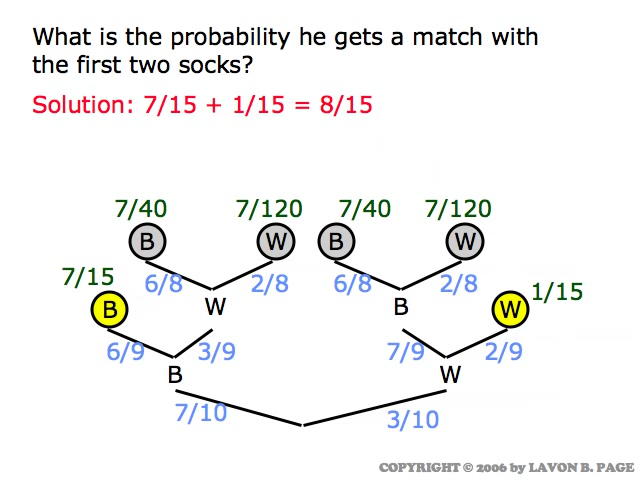 What is the probability he gets a match with
the first two socks?
Solution: 7/15 + 1/15 = 8/15
7/40 7/120 7/40 7/120
B W B W
7/15 6/8 2/8 6/8 2/8 1/15
B W B W
6/9 3/9 7/9 2/9
B W
7/10 3/10
COPYRIGHT © 2006 by LAVON B. PAGE